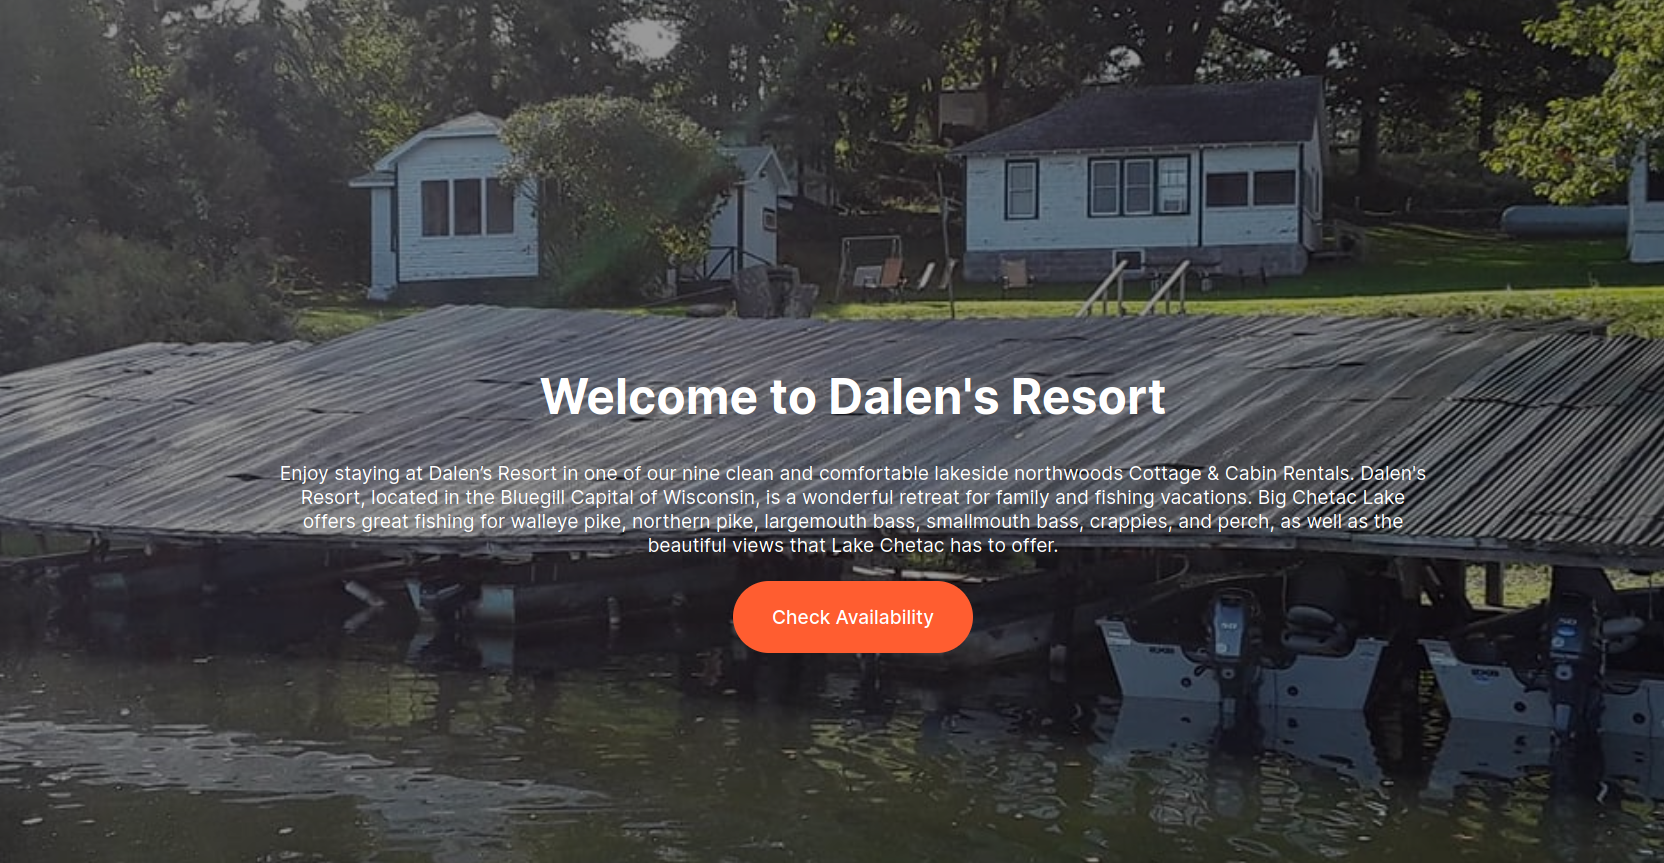 Welcome to Dalen's Resort
Enjoy staying at Dalen’s Resort in one of our nine clean and comfortable lakeside northwoods Cottage & Cabin Rentals. Dalen's
Resort, located in the Bluegill Capital of Wisconsin, is a wonderful retreat for family and fishing vacations. Big Chetac Lake
offers great fishing for walleye pike, northern pike, largemouth bass, smallmouth bass, crappies, and perch, as well as the
beautiful views that Lake Chetac has to offer.
Check Availability
50
50